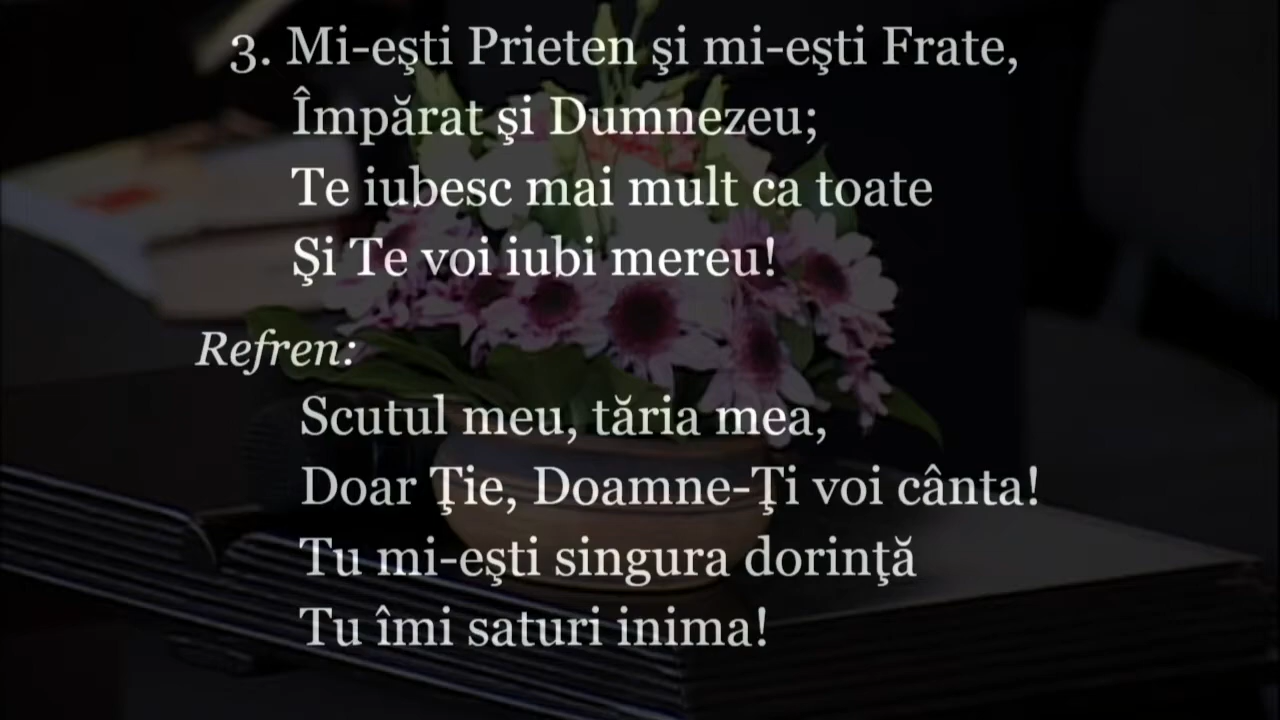 3. Mi-eşti Prieten şi mi-eşti Frate,
Împărat şi Dumnezeu;
Te iubesc mai mult ca toate
Şi Te voi iubi mereu!
Refren:
Scutul meu, tăria mea,
Doar Ţie, Doamne-Ţi voi cânta!
Tu mi-eşti singura dorinţă
Tu îmi saturi inima!